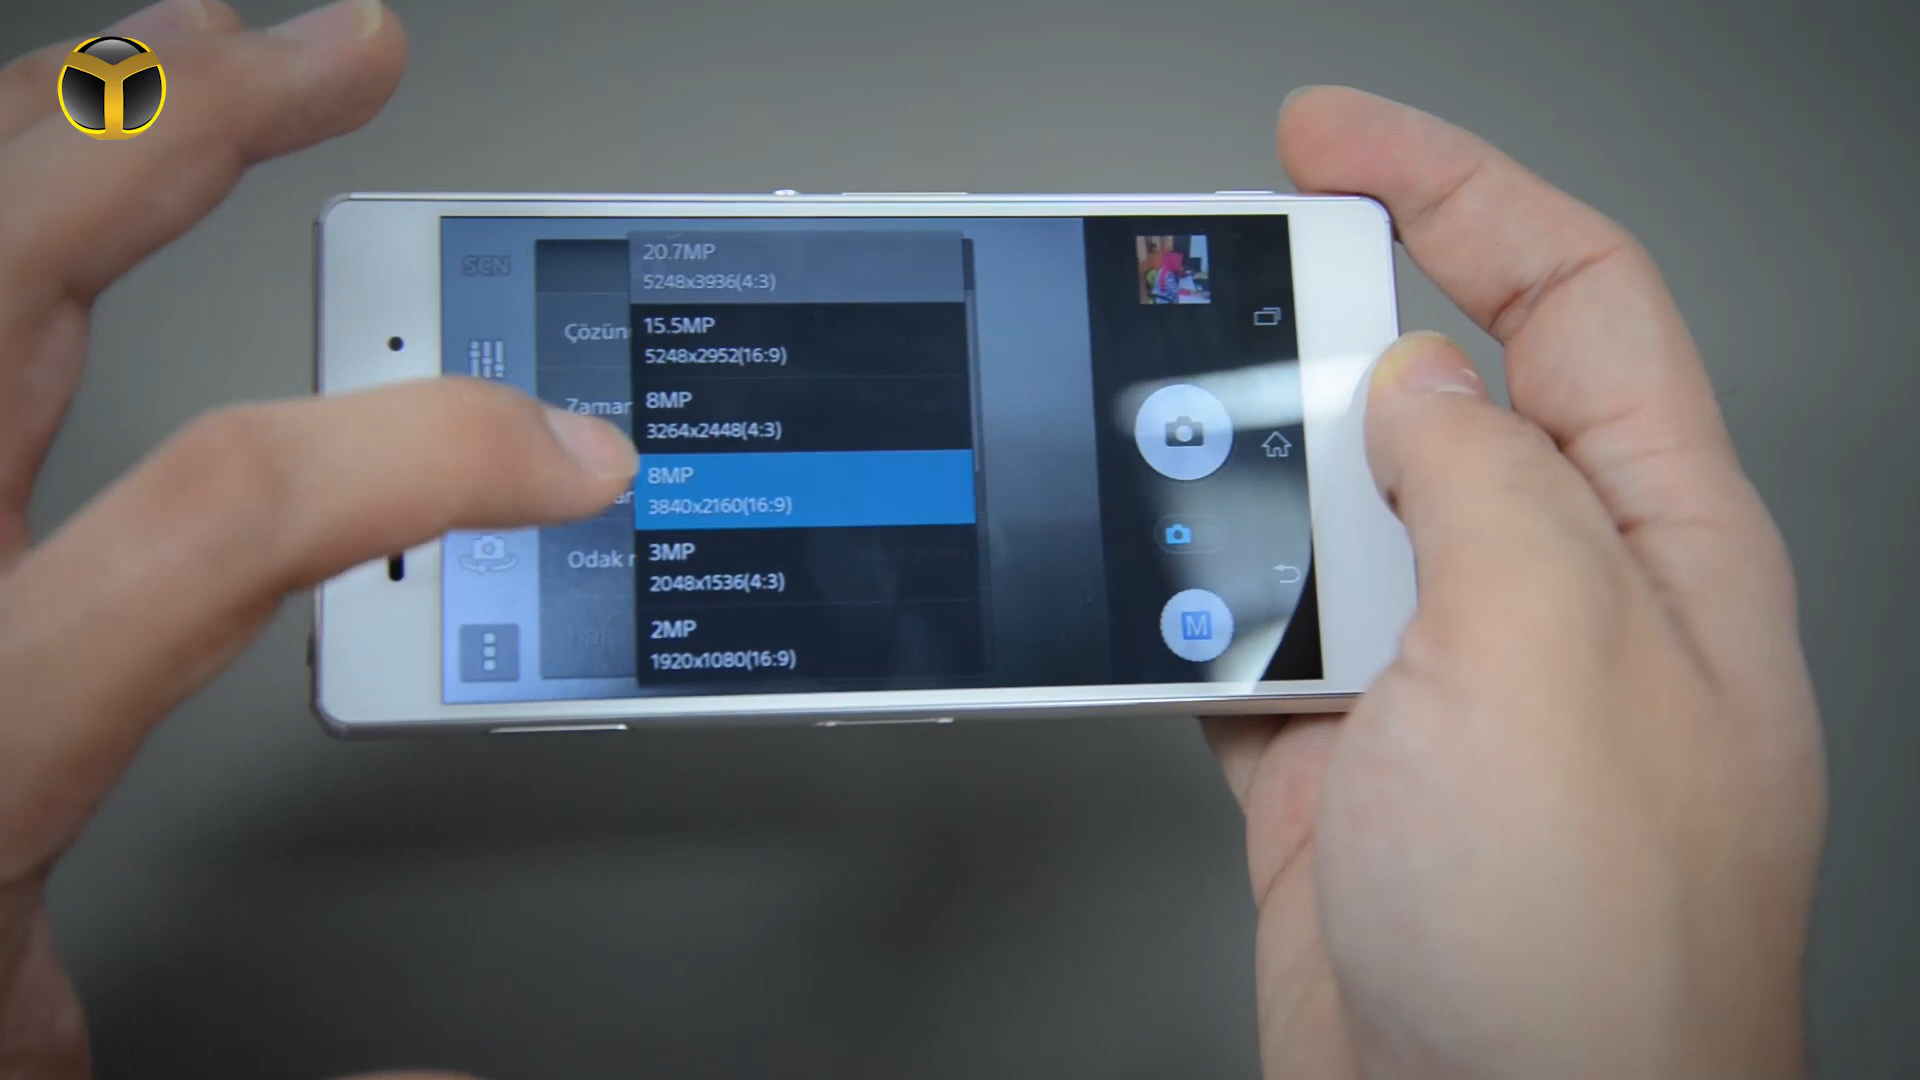 SCN
20.7MP
5248x3936(4:3)
Çözün
15.5MP
5248x2952(16:9)
Zaman
8MP
3264x2448(4:3)
8MP
3840x2160(16:9)
Odak
3MP
2048x1536(4:3)
HDR
2MP
1920x1080(16:9)
M